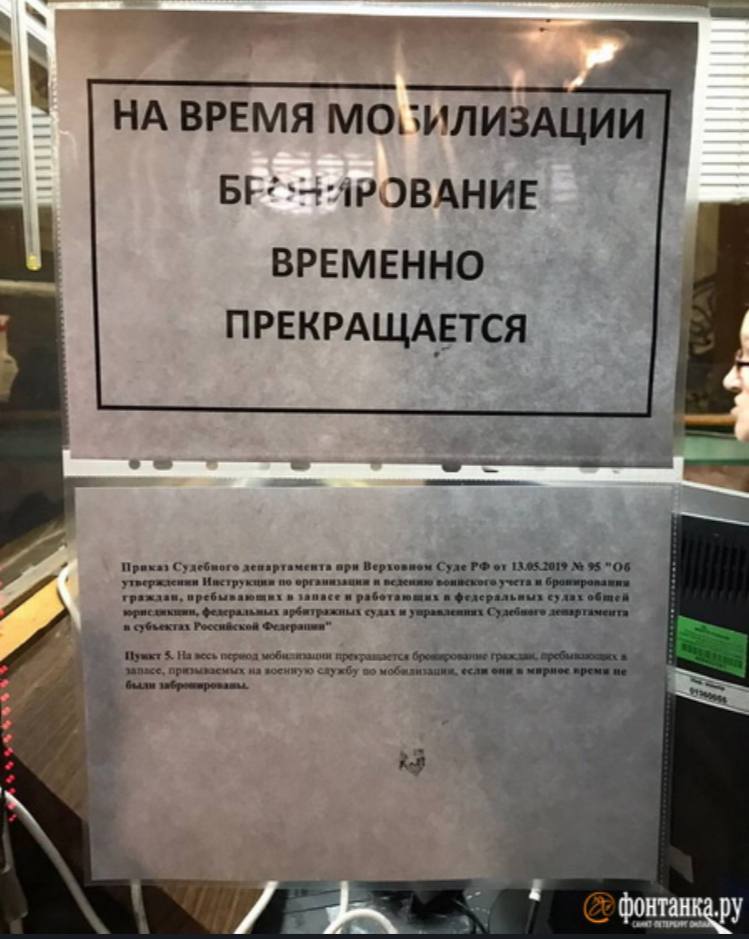 НА ВРЕМЯ МОБИЛИЗАЦИИ
БРОНИРОВАНИЕ
ВРЕМЕННО
ПРЕКРАЩАЕТСЯ
Приказ Судебного департамента при Верховном Суде РФ от 13.05.2019 № 95 "Об
утверждении Инструкции по организации и ведению воинского учета и бронирования
граждан, пребывающих в запасе и работающих в федеральных судах общей
юрисдикции, федеральных арбитражных судах и управлениях Судебного департамента
в субъектах Российской Федерации"
Пункт 5. На весь период мобилизации прекращается бронирование граждан, пребывающих в
запасе, призываемых на военную службу по мобилизации, если они в мирное время не
были забронированы.
фонтанка.ру
САНКТ-ПЕТЕРБУРГ ОНЛАЙН